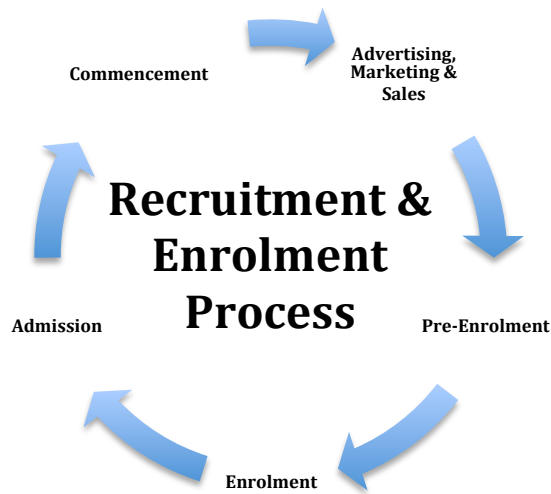 Commencement
Advertising,
Marketing &
Sales
Recruitment &
Enrolment
Process
Admission
Pre-Enrolment
Enrolment